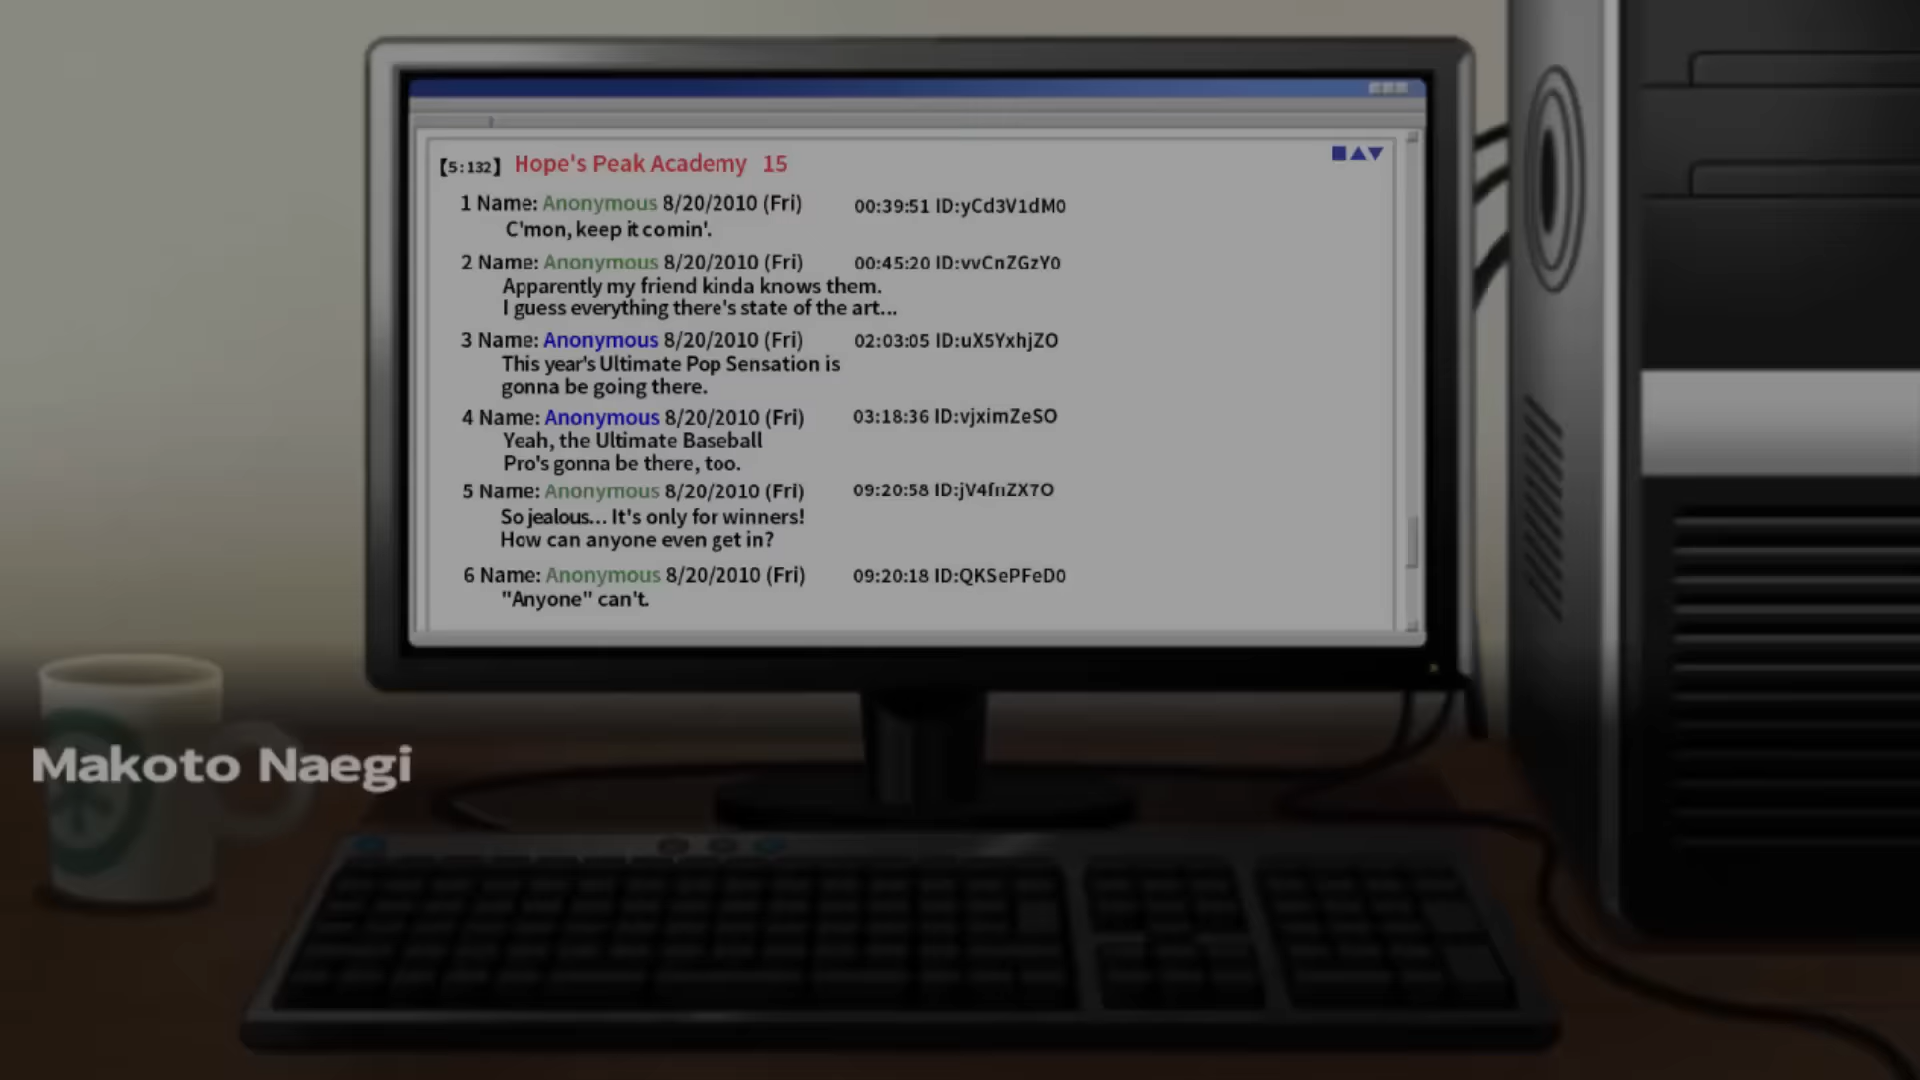 【5:132】 Hope's Peak Academy 15
1 Name: Anonymous 8/20/2010 (Fri) 00:39:51 ID:yCd3V1dM0
C'mon, keep it comin'.
2 Name: Anonymous 8/20/2010 (Fri) 00:45:20 ID:vvCnZGzY0
Apparently my friend kinda knows them.
I guess everything there's state of the art...
3 Name: Anonymous 8/20/2010 (Fri) 02:03:05 ID:uX5YxhjZO
This year's Ultimate Pop Sensation is
gonna be going there.
4 Name: Anonymous 8/20/2010 (Fri) 03:18:36 ID:vjximZeSO
Yeah, the Ultimate Baseball
Pro's gonna be there, too.
5 Name: Anonymous 8/20/2010 (Fri) 09:20:58 ID:jV4fnZX7O
So jealous... It's only for winners!
How can anyone even get in?
6 Name: Anonymous 8/20/2010 (Fri) 09:20:18 ID:QKSePFeD0
"Anyone" can't.
Makoto Naegi